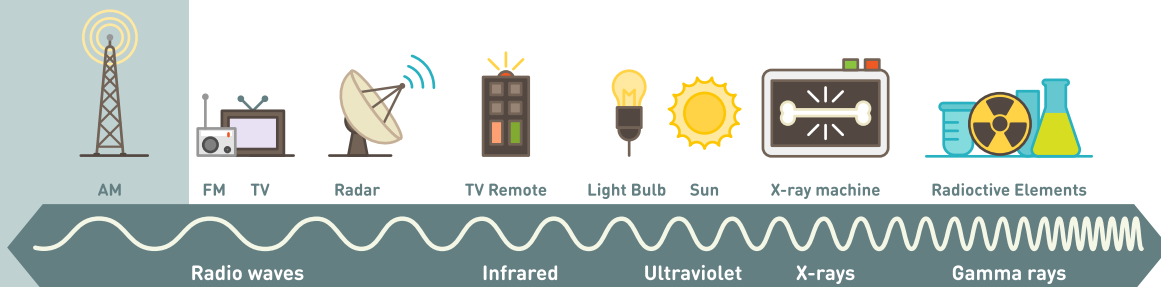 AM FM TV Radar TV Remote Light Bulb Sun X-ray machine Radioctive Elements
Radio waves Infrared Ultraviolet X-rays Gamma rays